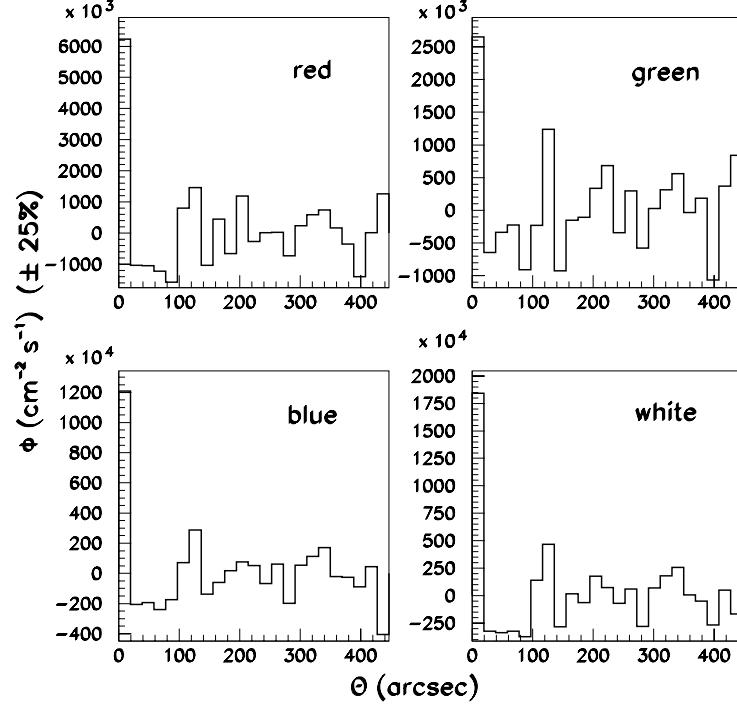 x 10³ x 10³
6000
5000
4000
3000
2000
1000
0
−1000
red
0 100 200 300 400
2500
2000
1500
1000
500
0
−500
−1000
green
0 100 200 300 400
Φ (cm⁻² s⁻¹) (± 25%)
x 10⁴ x 10⁴
1200
1000
800
600
400
200
0
−200
−400
blue
0 100 200 300 400
2000
1750
1500
1250
1000
750
500
250
0
−250
white
0 100 200 300 400
Θ (arcsec)